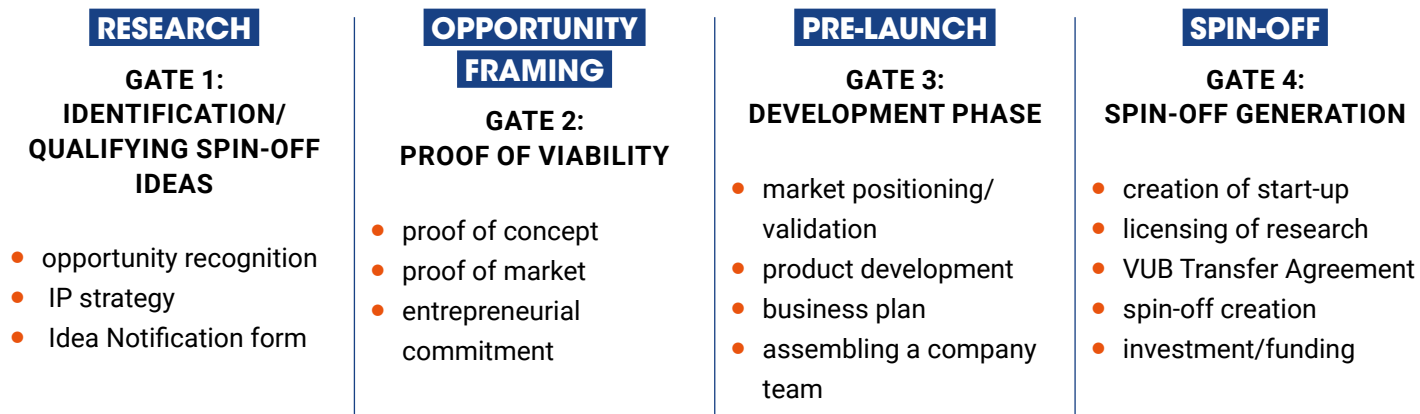 RESEARCH
GATE 1:
IDENTIFICATION/
QUALIFYING SPIN-OFF
IDEAS
• opportunity recognition
• IP strategy
• Idea Notification form
OPPORTUNITY
FRAMING
GATE 2:
PROOF OF VIABILITY
• proof of concept
• proof of market
• entrepreneurial
commitment
PRE-LAUNCH
GATE 3:
DEVELOPMENT PHASE
• market positioning/
validation
• product development
• business plan
• assembling a company
team
SPIN-OFF
GATE 4:
SPIN-OFF GENERATION
• creation of start-up
• licensing of research
• VUB Transfer Agreement
• spin-off creation
• investment/funding